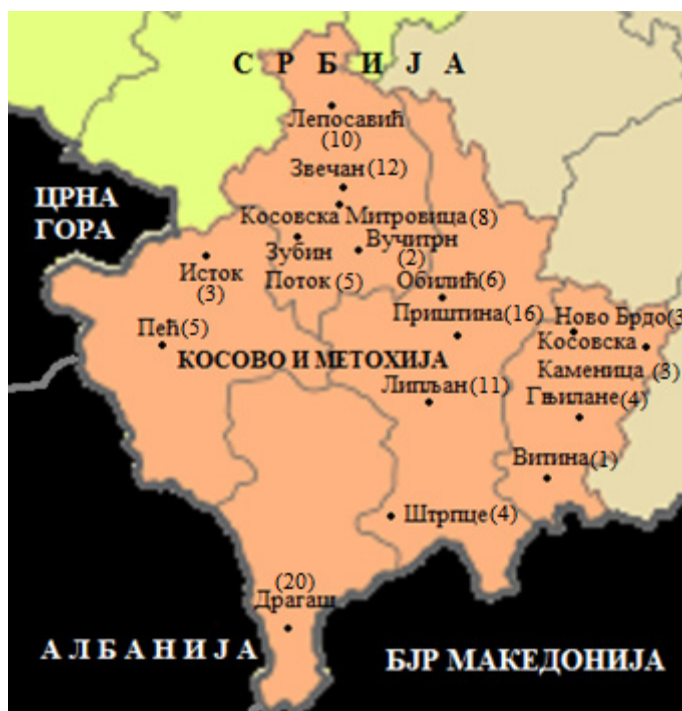 С Р Б И Ј А
Лепосавић
(10)
Звечан (12)
ЦРНА
ГОРА
Косовска Митровица (8)
Зубин
Поток (5)
Вучитрн
(2)
Исток
(3)
Обилић (6)
Приштина (16)
Ново Брдо (3
Косовска
Каменица (3)
Пећ (5)
КОСОВО И МЕТОХИЈА
Липљан (11)
Гњилане (4)
Витина (1)
Штрпце (4)
(20)
Драгаш
А Л Б А Н И Ј А
БЈР МАКЕДОНИЈА